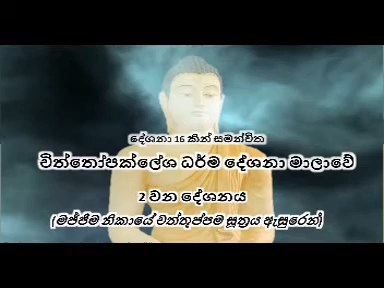 දේශනා 16 කින් සමන්විත
චිත්තෝපක්ලේශ ධර්ම දේශනා මාලාවේ
2 වන දේශනය
(මජ්ඣිම නිකායේ වත්තූපම සූත්‍රය ඇසුරෙන්)